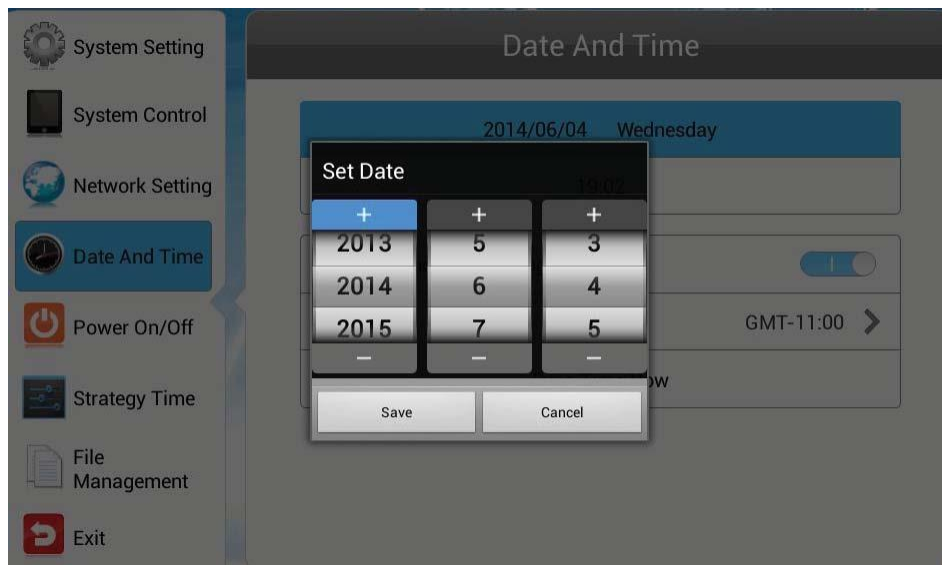 System Setting
System Control
Network Setting
Date And Time
Power On/Off
Strategy Time
File
Management
Exit
Date And Time
2014/06/04 Wednesday
19:02
GMT-11:00
Set Date
+ + +
2013 5 3
2014 6 4
2015 7 5
− − −
Save Cancel